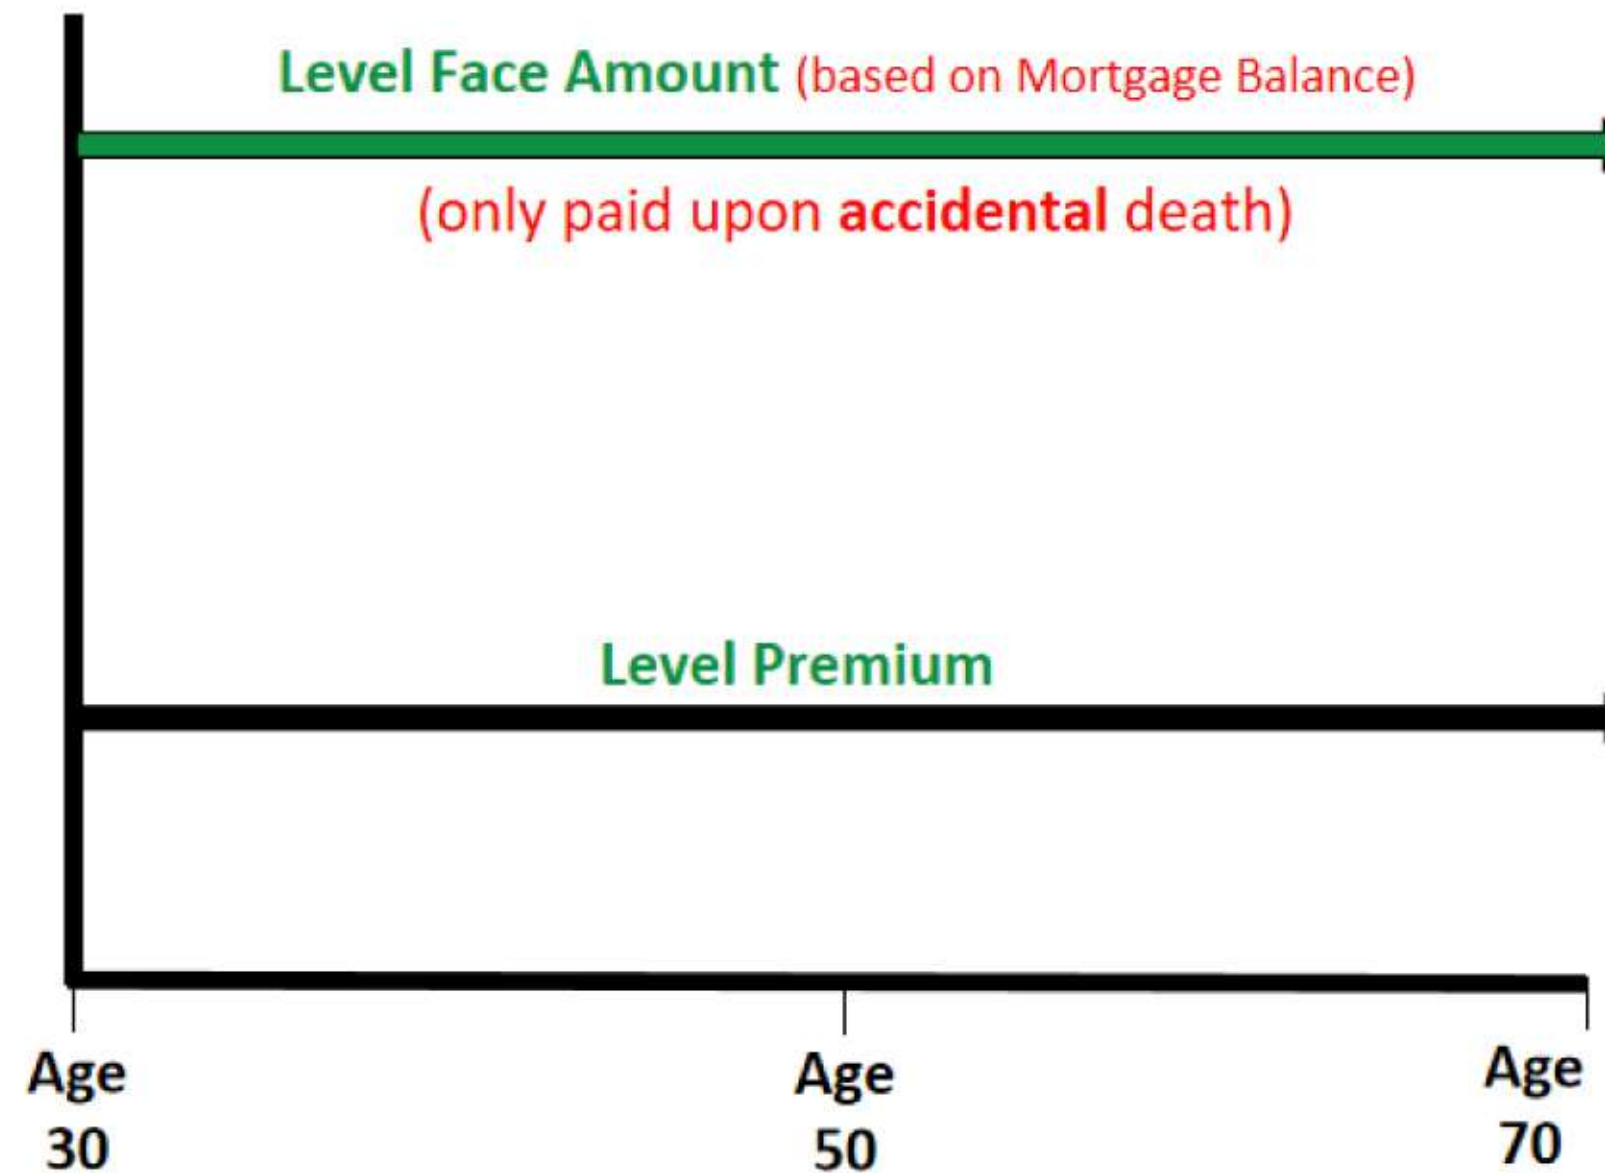 Level Face Amount (based on Mortgage Balance)
(only paid upon accidental death)
Level Premium
Age Age Age
30 50 70